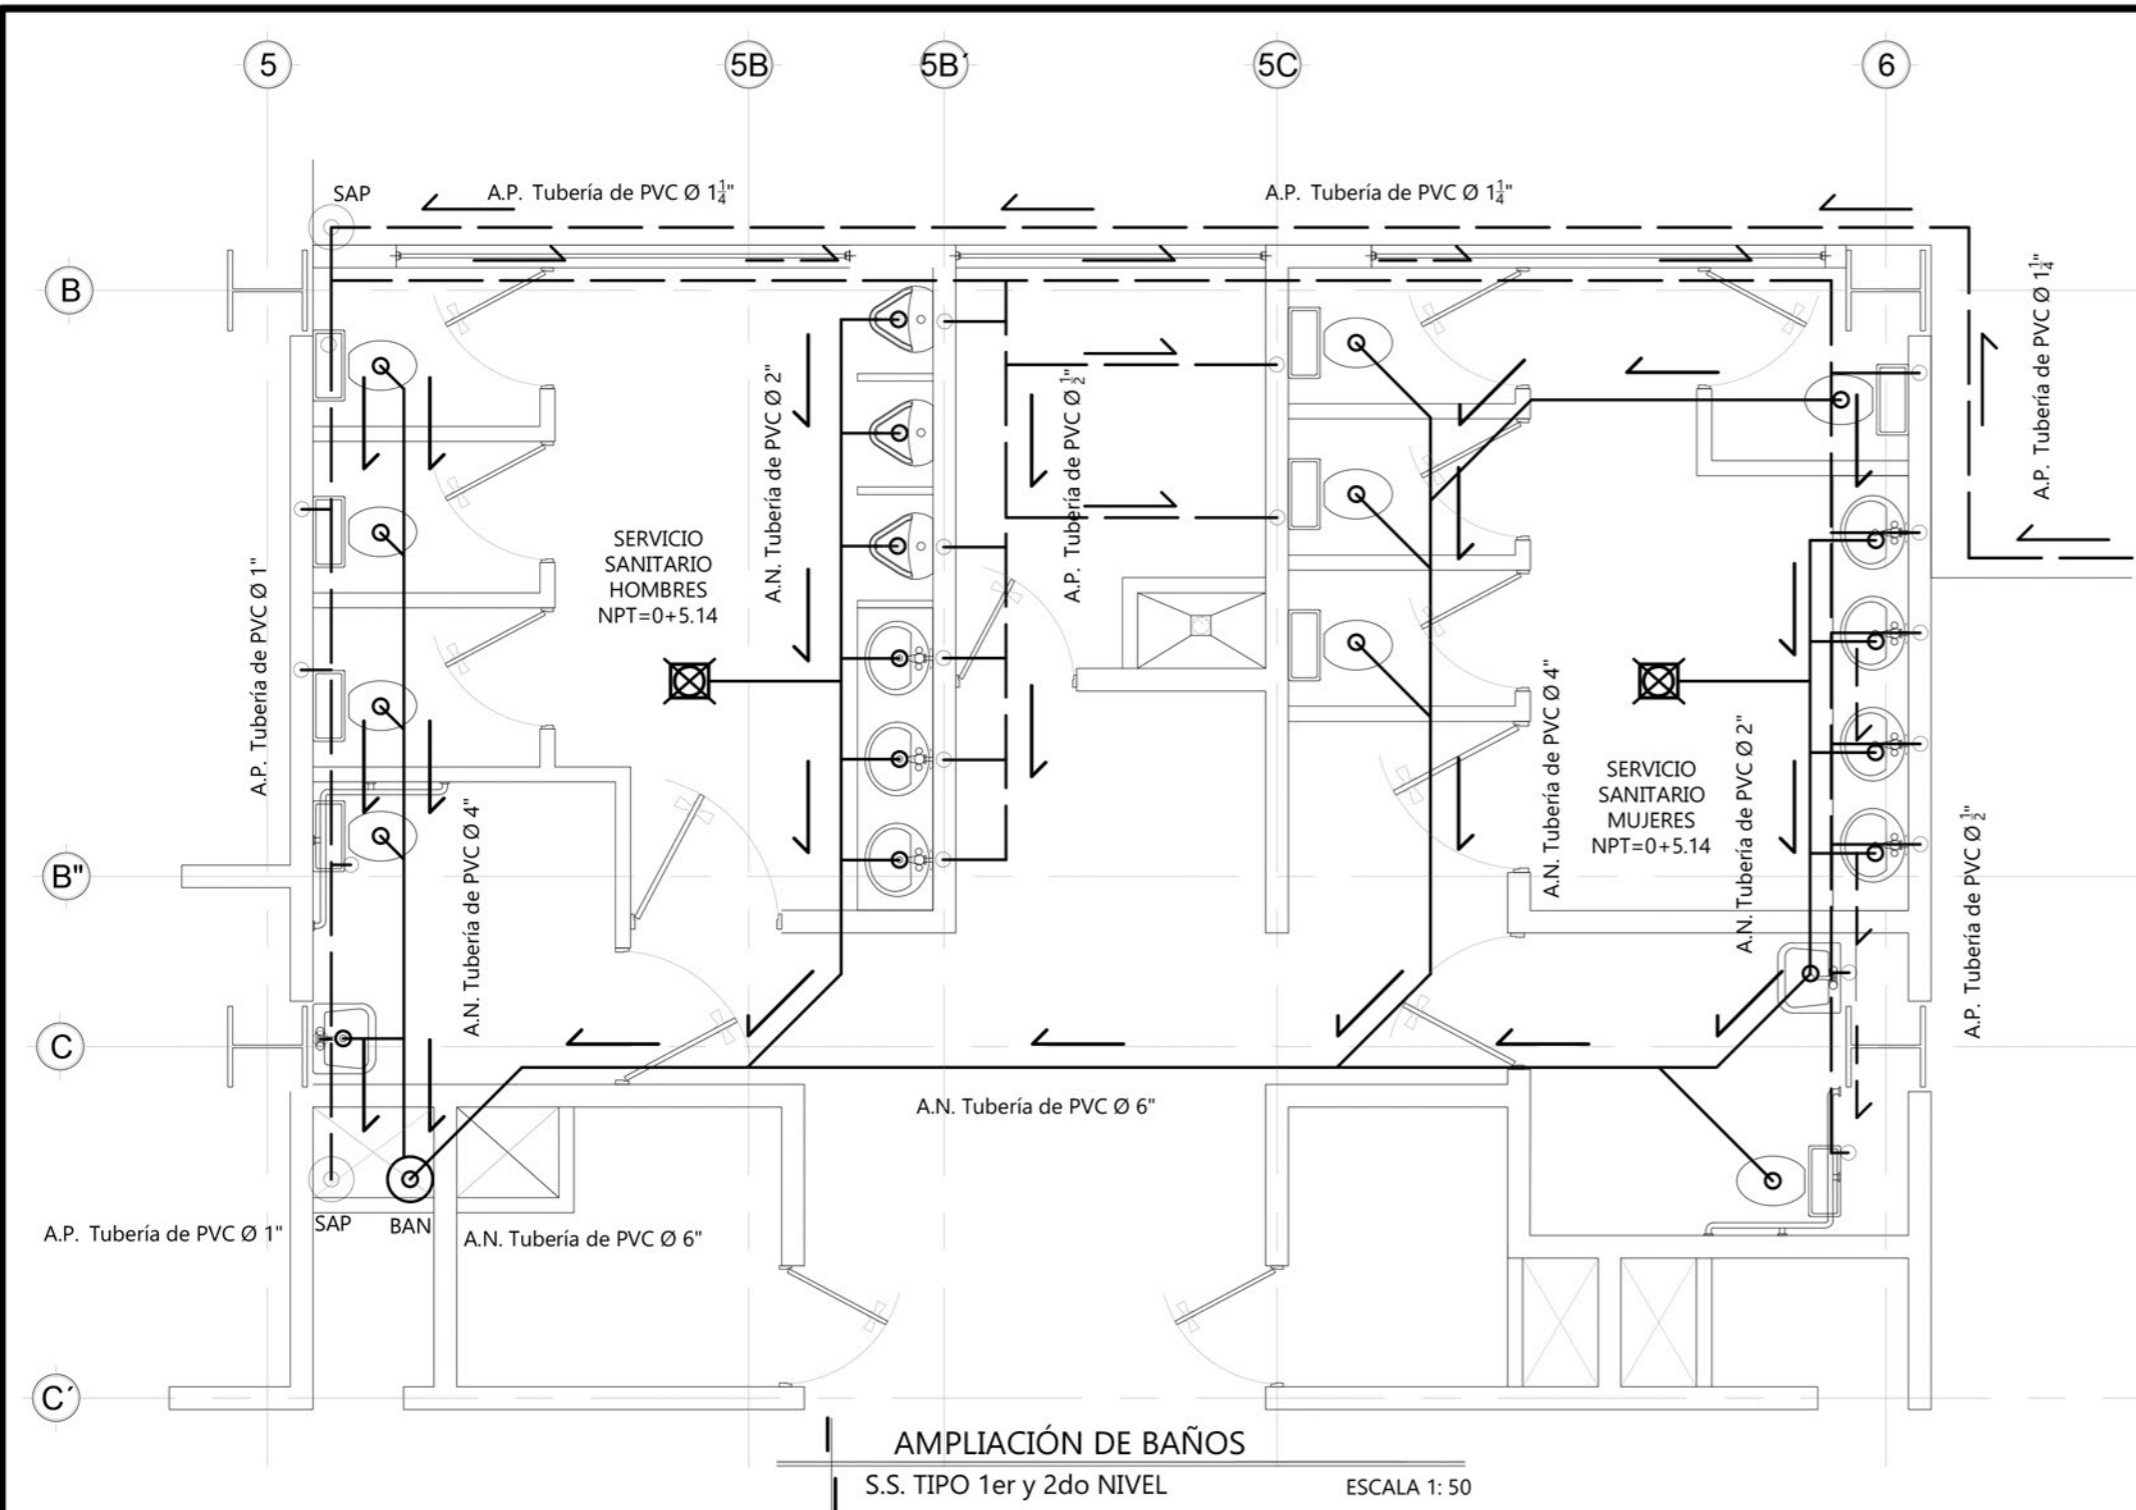 5
5B
5B´
5C
6
SAP
A.P. Tubería de PVC Ø 1¼"
A.P. Tubería de PVC Ø 1¼"
A.P. Tubería de PVC Ø 1¼"
B
A.N. Tubería de PVC Ø 2"
A.P. Tubería de PVC Ø ½"
SERVICIO
SANITARIO
HOMBRES
NPT=0+5.14
A.P. Tubería de PVC Ø 1"
A.N. Tubería de PVC Ø 4"
A.N. Tubería de PVC Ø 4"
SERVICIO
SANITARIO
MUJERES
NPT=0+5.14
A.N. Tubería de PVC Ø 2"
A.P. Tubería de PVC Ø ½"
B"
C
A.N. Tubería de PVC Ø 6"
A.P. Tubería de PVC Ø 1"
SAP
BAN
A.N. Tubería de PVC Ø 6"
C´
AMPLIACIÓN DE BAÑOS
S.S. TIPO 1er y 2do NIVEL
ESCALA 1: 50